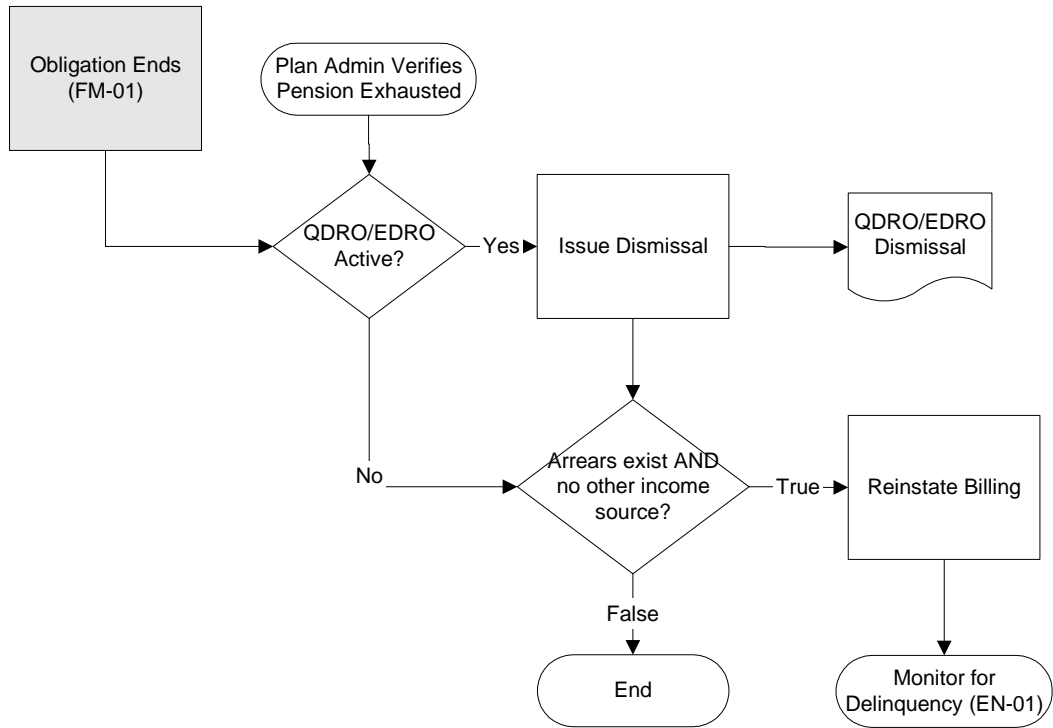 Obligation Ends
(FM-01)
Plan Admin Verifies
Pension Exhausted
QDRO/EDRO
Active?
Yes
Issue Dismissal
QDRO/EDRO
Dismissal
No
Arrears exist AND
no other income
source?
True
Reinstate Billing
False
End
Monitor for
Delinquency (EN-01)